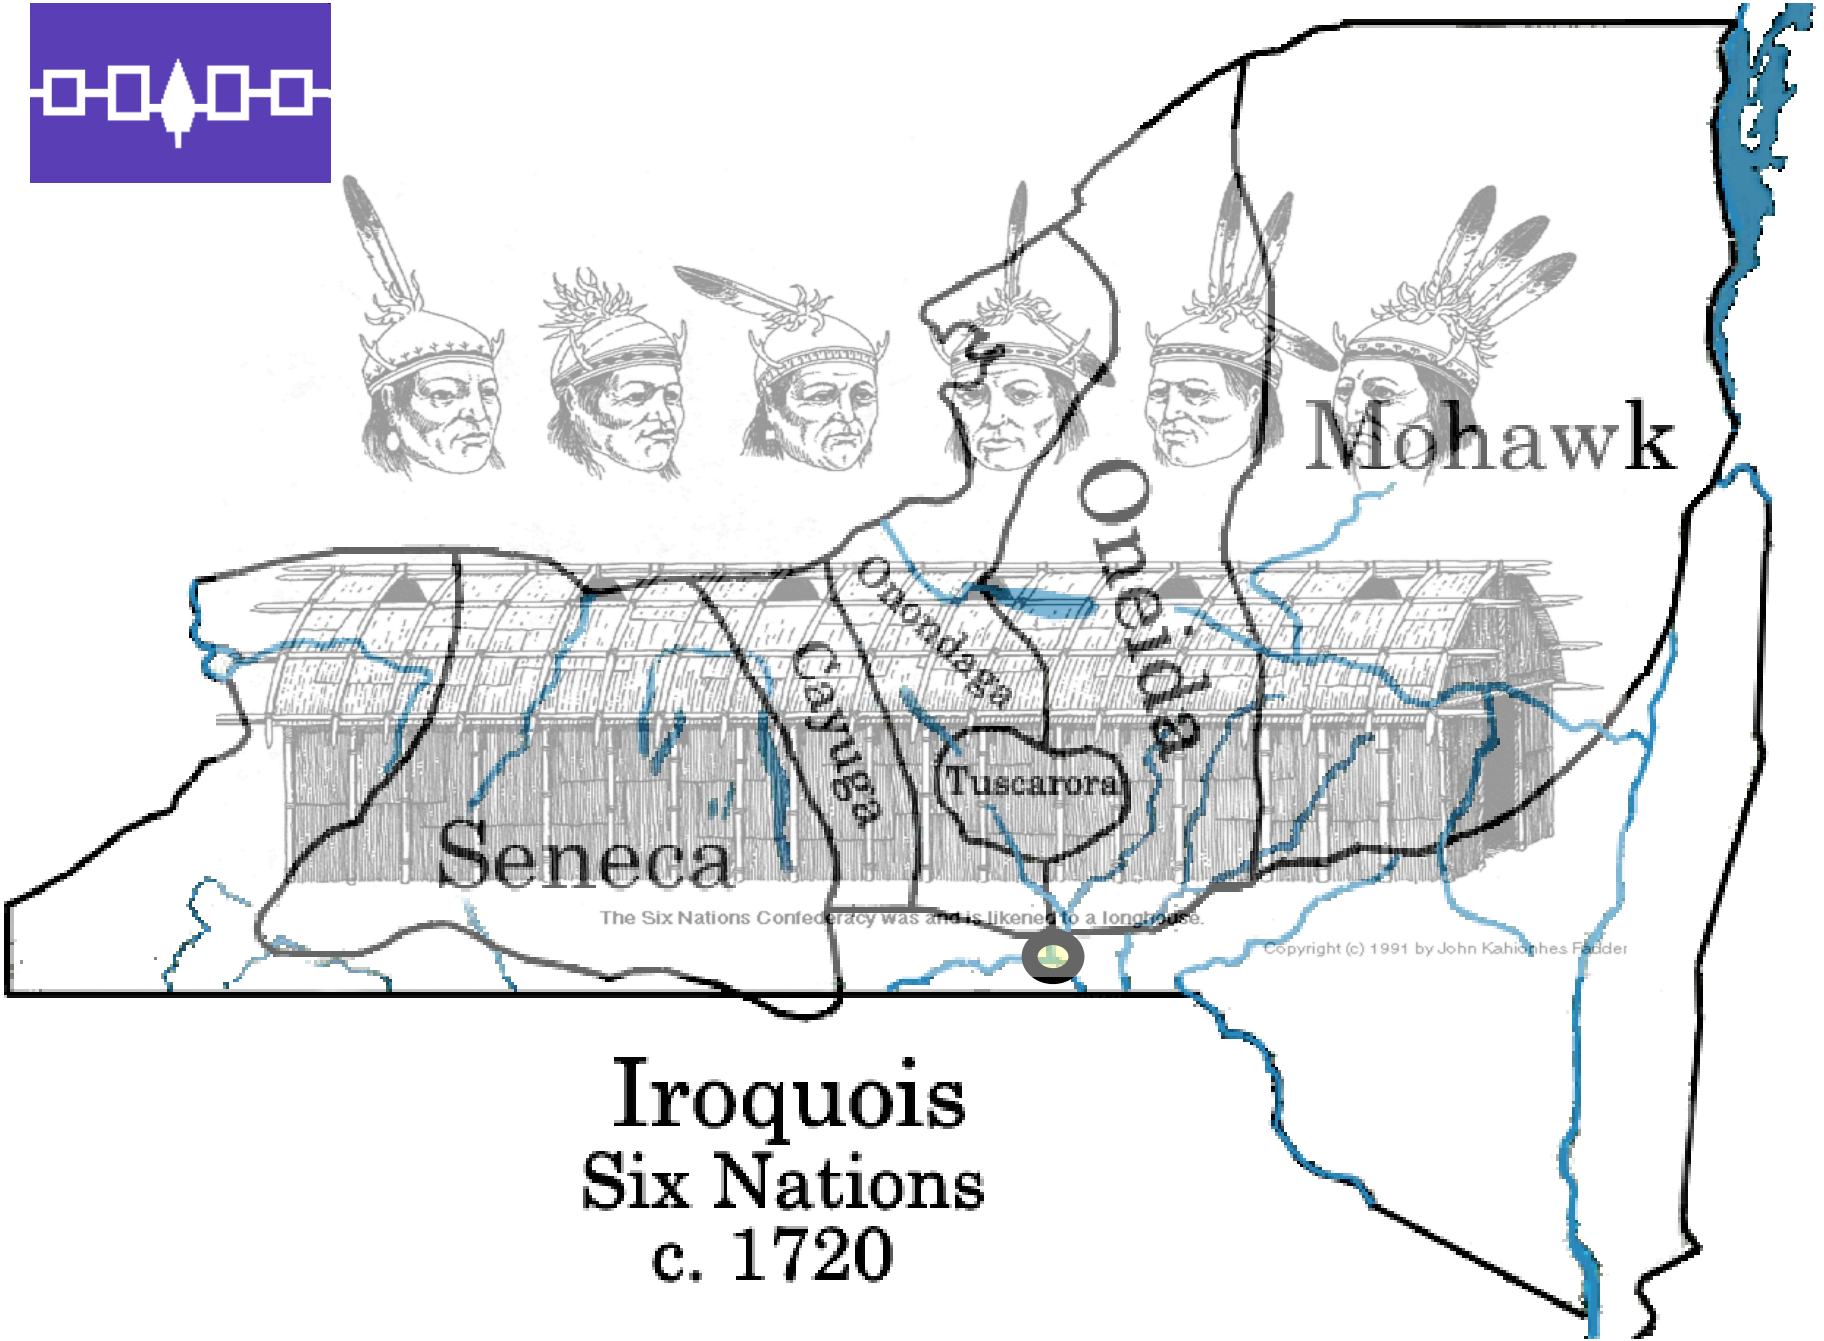 Mohawk
Oneida
Onondaga
Cayuga
Tuscarora
Seneca
The Six Nations Confederacy was and is likened to a longhouse.
Copyright (c) 1991 by John Kahionhes Fadder
Iroquois
Six Nations
c. 1720